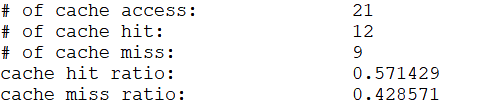 # of cache access: 21
# of cache hit: 12
# of cache miss: 9
cache hit ratio: 0.571429
cache miss ratio: 0.428571